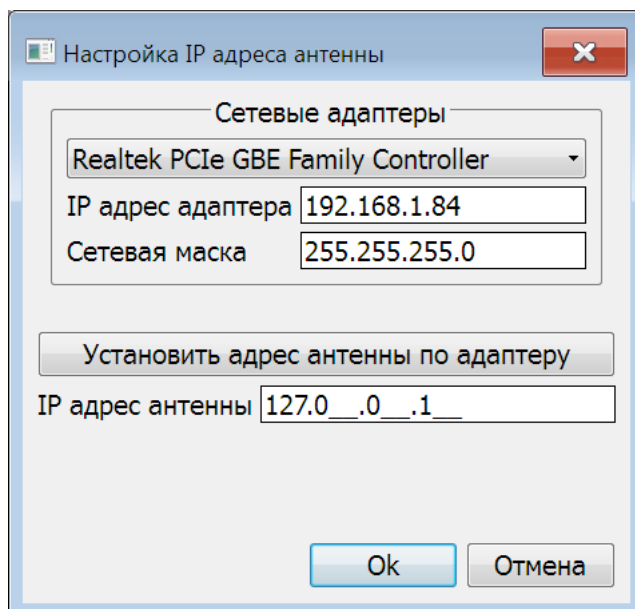 Настройка IP адреса антенны
Сетевые адаптеры
Realtek PCIe GBE Family Controller
IP адрес адаптера 192.168.1.84
Сетевая маска 255.255.255.0
Установить адрес антенны по адаптеру
IP адрес антенны 127.0__.0__.1__
Ok Отмена